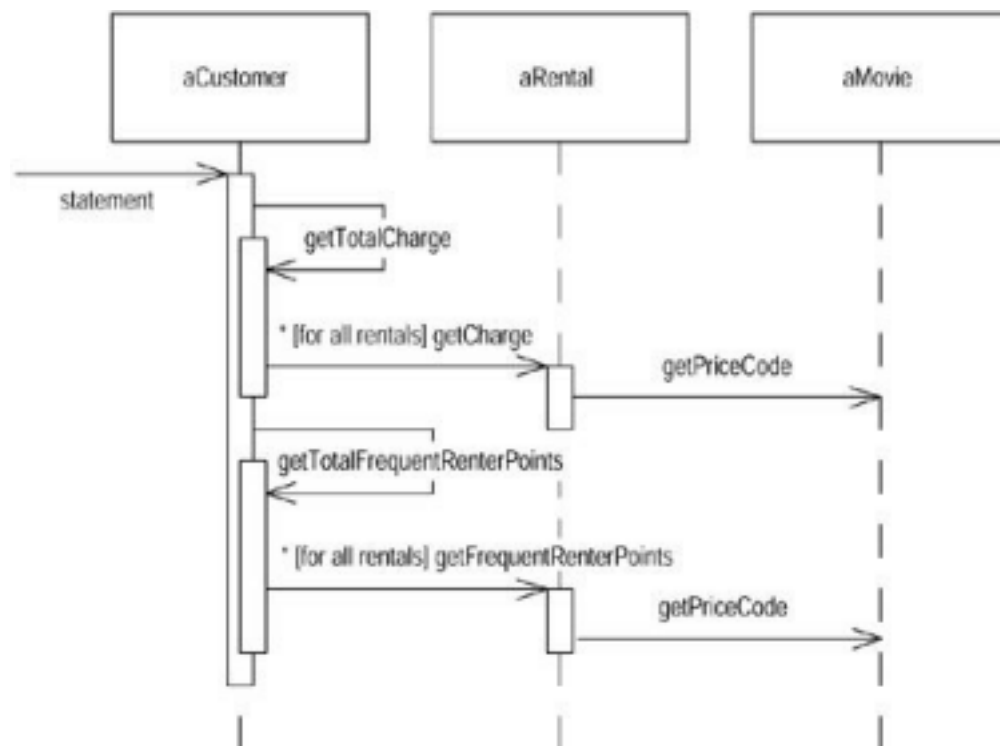 aCustomer
aRental
aMovie
statement
getTotalCharge
* [for all rentals] getCharge
getPriceCode
getTotalFrequentRenterPoints
* [for all rentals] getFrequentRenterPoints
getPriceCode